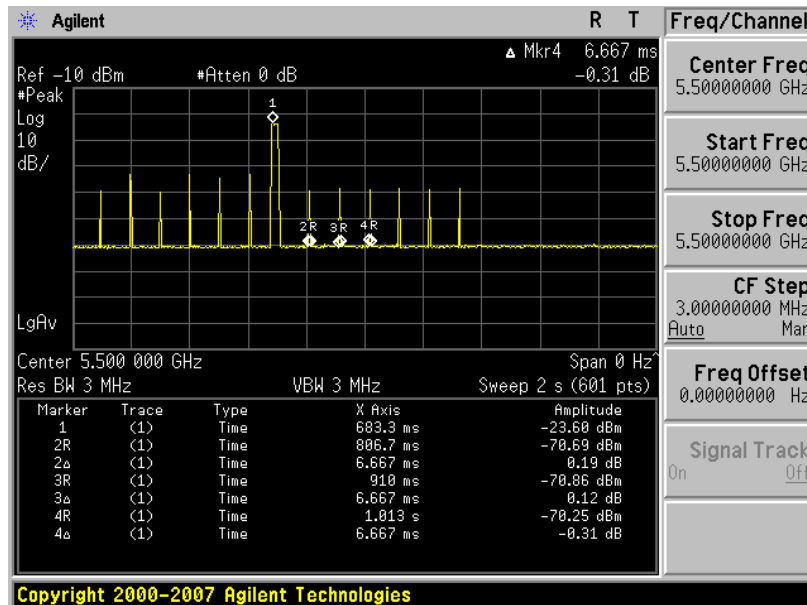 Agilent R T
Freq/Channel
Δ Mkr4 6.667 ms
Ref −10 dBm #Atten 0 dB −0.31 dB
#Peak
Log
10
dB/
1
2R 3R 4R
LgAv
Center 5.500 000 GHz Span 0 Hz^
Res BW 3 MHz VBW 3 MHz Sweep 2 s (601 pts)
Marker Trace Type X Axis Amplitude
1 (1) Time 683.3 ms −23.60 dBm
2R (1) Time 806.7 ms −70.69 dBm
2Δ (1) Time 6.667 ms 0.19 dB
3R (1) Time 910 ms −70.86 dBm
3Δ (1) Time 6.667 ms 0.12 dB
4R (1) Time 1.013 s −70.25 dBm
4Δ (1) Time 6.667 ms −0.31 dB
Center Freq
5.50000000 GHz
Start Freq
5.50000000 GHz
Stop Freq
5.50000000 GHz
CF Step
3.00000000 MHz
Auto Man
Freq Offset
0.00000000 Hz
Signal Track
On Off
Copyright 2000-2007 Agilent Technologies